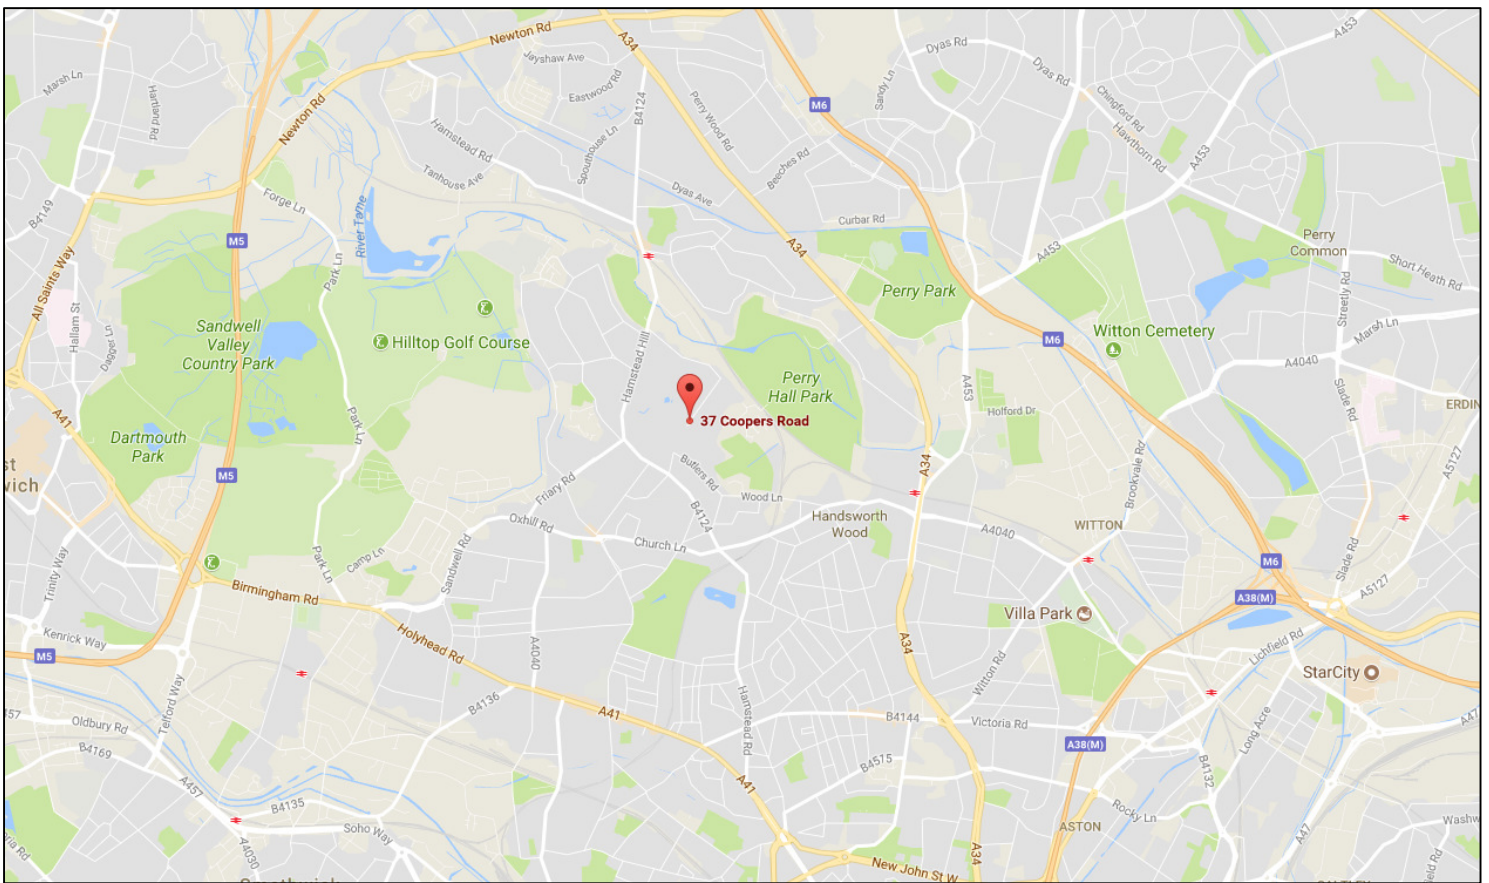 Newton Rd
A34
A453
Jayshaw Ave
Dyas Rd
Marsh Ln
Hartland Rd
Eastwood Rd
B4124
Perry Wood Rd
M6
Sandy Ln
Dyas Rd
Chingford Rd
Newton Rd
Hamstead Rd
Spouthouse Ln
Beeches Rd
Hawthorn Rd
A453
Tanhouse Ave
Dyas Ave
Forge Ln
B4149
River Tame
Curbar Rd
Perry
Common
M5
A34
A453
Short Heath Rd
Park Ln
All Saints Way
Perry Park
Streetly Rd
Hallam St
Dagger Ln
Sandwell
Valley
Country Park
Hilltop Golf Course
Hamstead Hill
M6
Witton Cemetery
Marsh Ln
A4040
Perry
Hall Park
A453
Holford Dr
Slade Rd
ERDIN
A41
37 Coopers Road
Park Ln
Dartmouth
Park
st
vich
M5
Butlers Rd
A34
Brookvale Rd
A5127
Friary Rd
Wood Ln
B4124
Oxhill Rd
Handsworth
Wood
A4040
WITTON
Church Ln
Sandwell Rd
Camp Ln
Park Ln
Trinity Way
M6
Slade Rd
A5127
Birmingham Rd
A38(M)
Villa Park
Kenrick Way
M5
Holyhead Rd
A4040
A34
Lichfield Rd
Witton Rd
StarCity
Telford Way
B4136
Hamstead Rd
457
Oldbury Rd
A41
B4144
Victoria Rd
A47
Long Acre
B4169
A38(M)
B4515
B4132
A457
A41
B4135
Rocky Ln
Soho Way
ASTON
A47
Washw
A4030
A34
New John St W